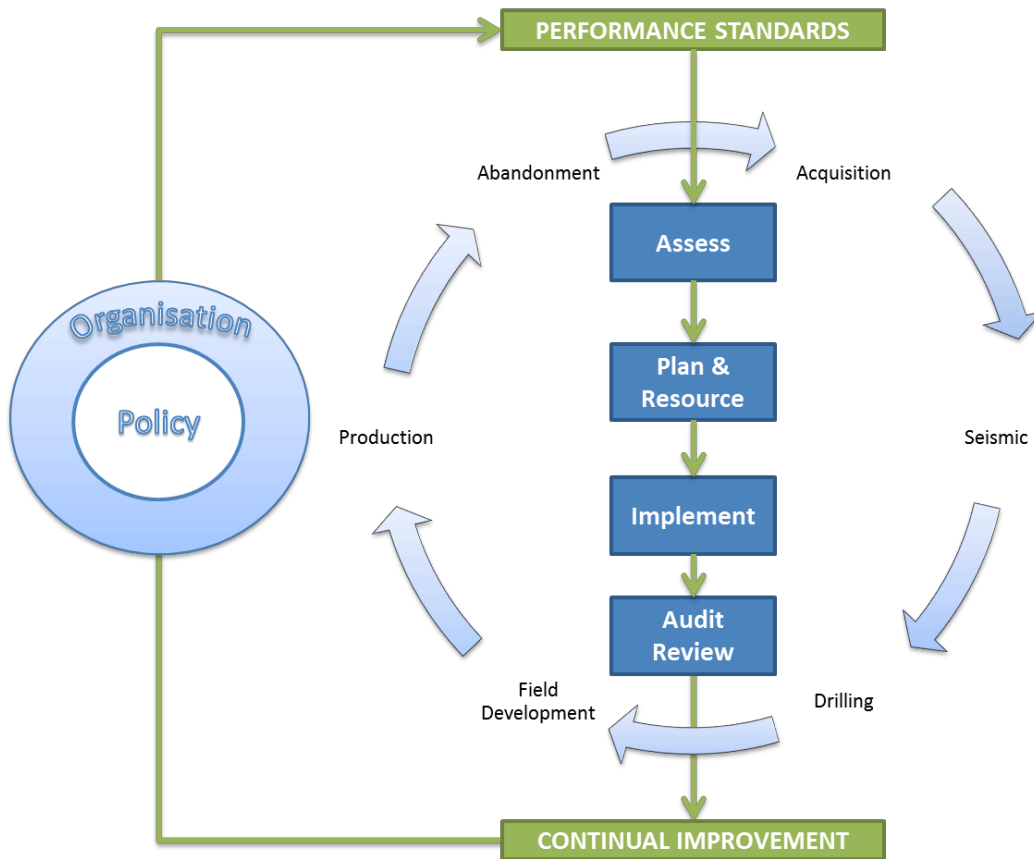 PERFORMANCE STANDARDS
Abandonment
Acquisition
Assess
Organisation
Plan &
Resource
Policy
Production
Seismic
Implement
Audit
Review
Field
Development
Drilling
CONTINUAL IMPROVEMENT